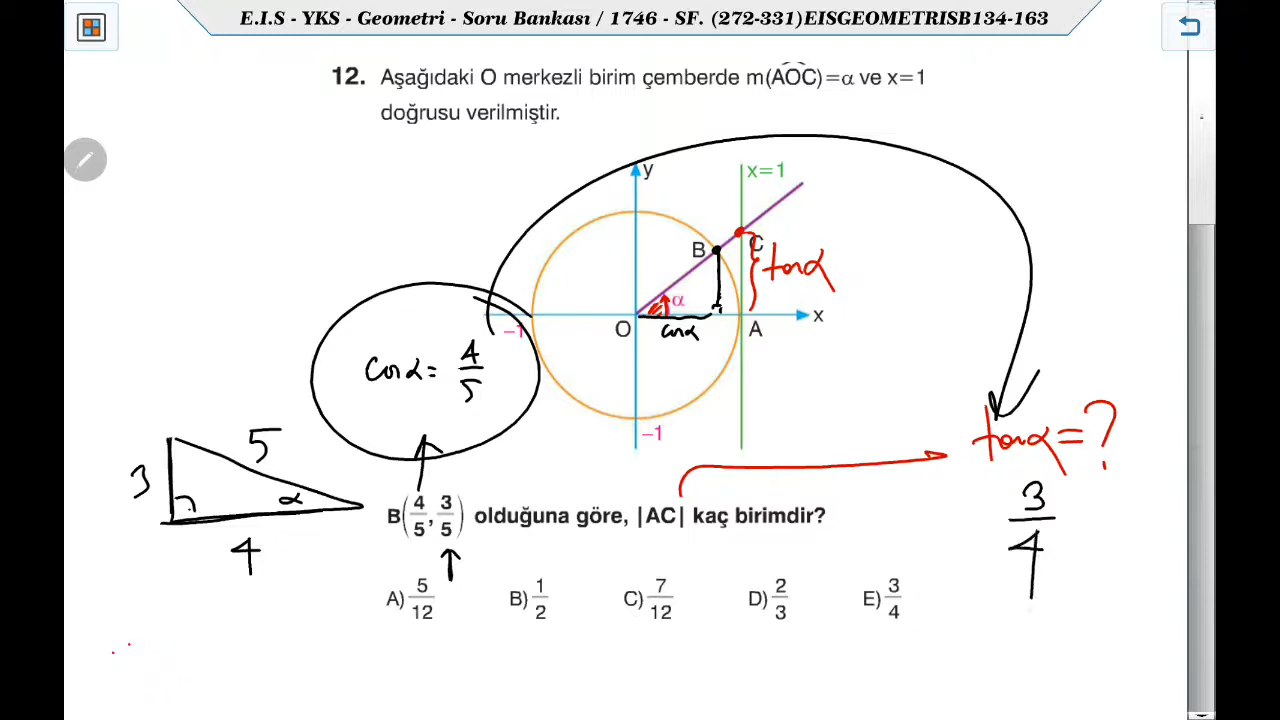 E.I.S - YKS - Geometri - Soru Bankası / 1746 - SF. (272-331)EISGEOMETRISB134-163
12. Aşağıdaki O merkezli birim çemberde m(AOC)=α ve x=1
doğrusu verilmiştir.
y
x=1
B
C
tanα
α
O
cosα
A
x
-1
cosα = 4/5
-1
tanα = ?
5
3
α
4
3/4
B(4/5, 3/5) olduğuna göre, |AC| kaç birimdir?
A) 5/12 B) 1/2 C) 7/12 D) 2/3 E) 3/4